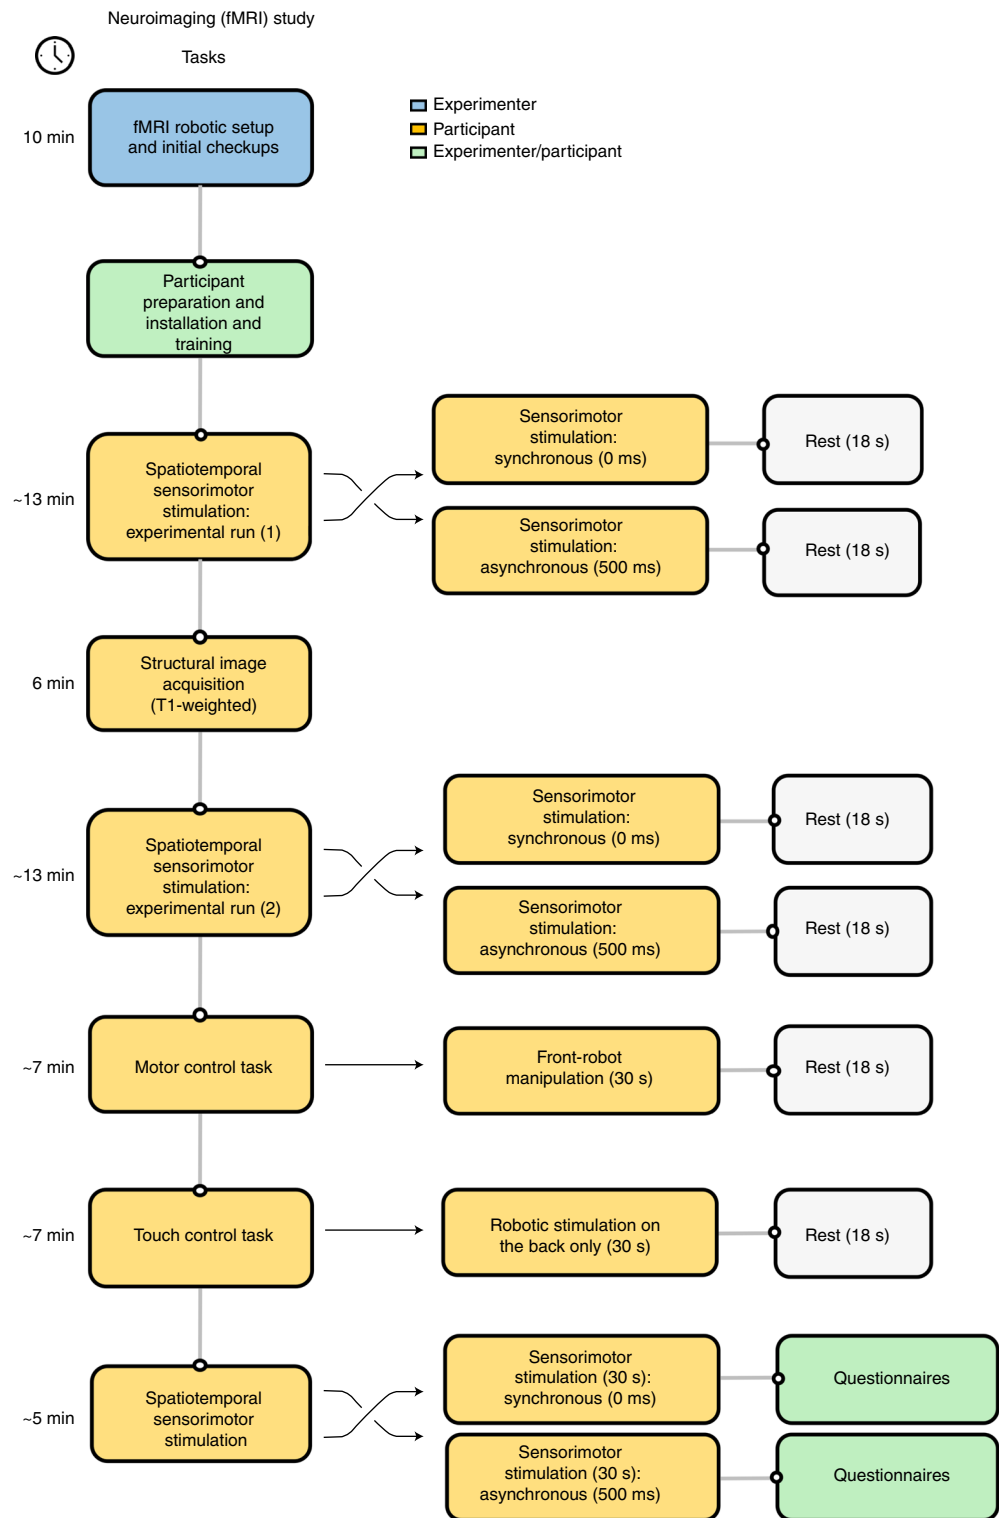 Neuroimaging (fMRI) study
Tasks
Experimenter
Participant
Experimenter/participant
10 min
fMRI robotic setup
and initial checkups
Participant
preparation and
installation and
training
~13 min
Spatiotemporal
sensorimotor
stimulation:
experimental run (1)
Sensorimotor
stimulation:
synchronous (0 ms)
Rest (18 s)
Sensorimotor
stimulation:
asynchronous (500 ms)
Rest (18 s)
6 min
Structural image
acquisition
(T1-weighted)
~13 min
Spatiotemporal
sensorimotor
stimulation:
experimental run (2)
Sensorimotor
stimulation:
synchronous (0 ms)
Rest (18 s)
Sensorimotor
stimulation:
asynchronous (500 ms)
Rest (18 s)
~7 min
Motor control task
Front-robot
manipulation (30 s)
Rest (18 s)
~7 min
Touch control task
Robotic stimulation on
the back only (30 s)
Rest (18 s)
~5 min
Spatiotemporal
sensorimotor
stimulation
Sensorimotor
stimulation (30 s):
synchronous (0 ms)
Questionnaires
Sensorimotor
stimulation (30 s):
asynchronous (500 ms)
Questionnaires